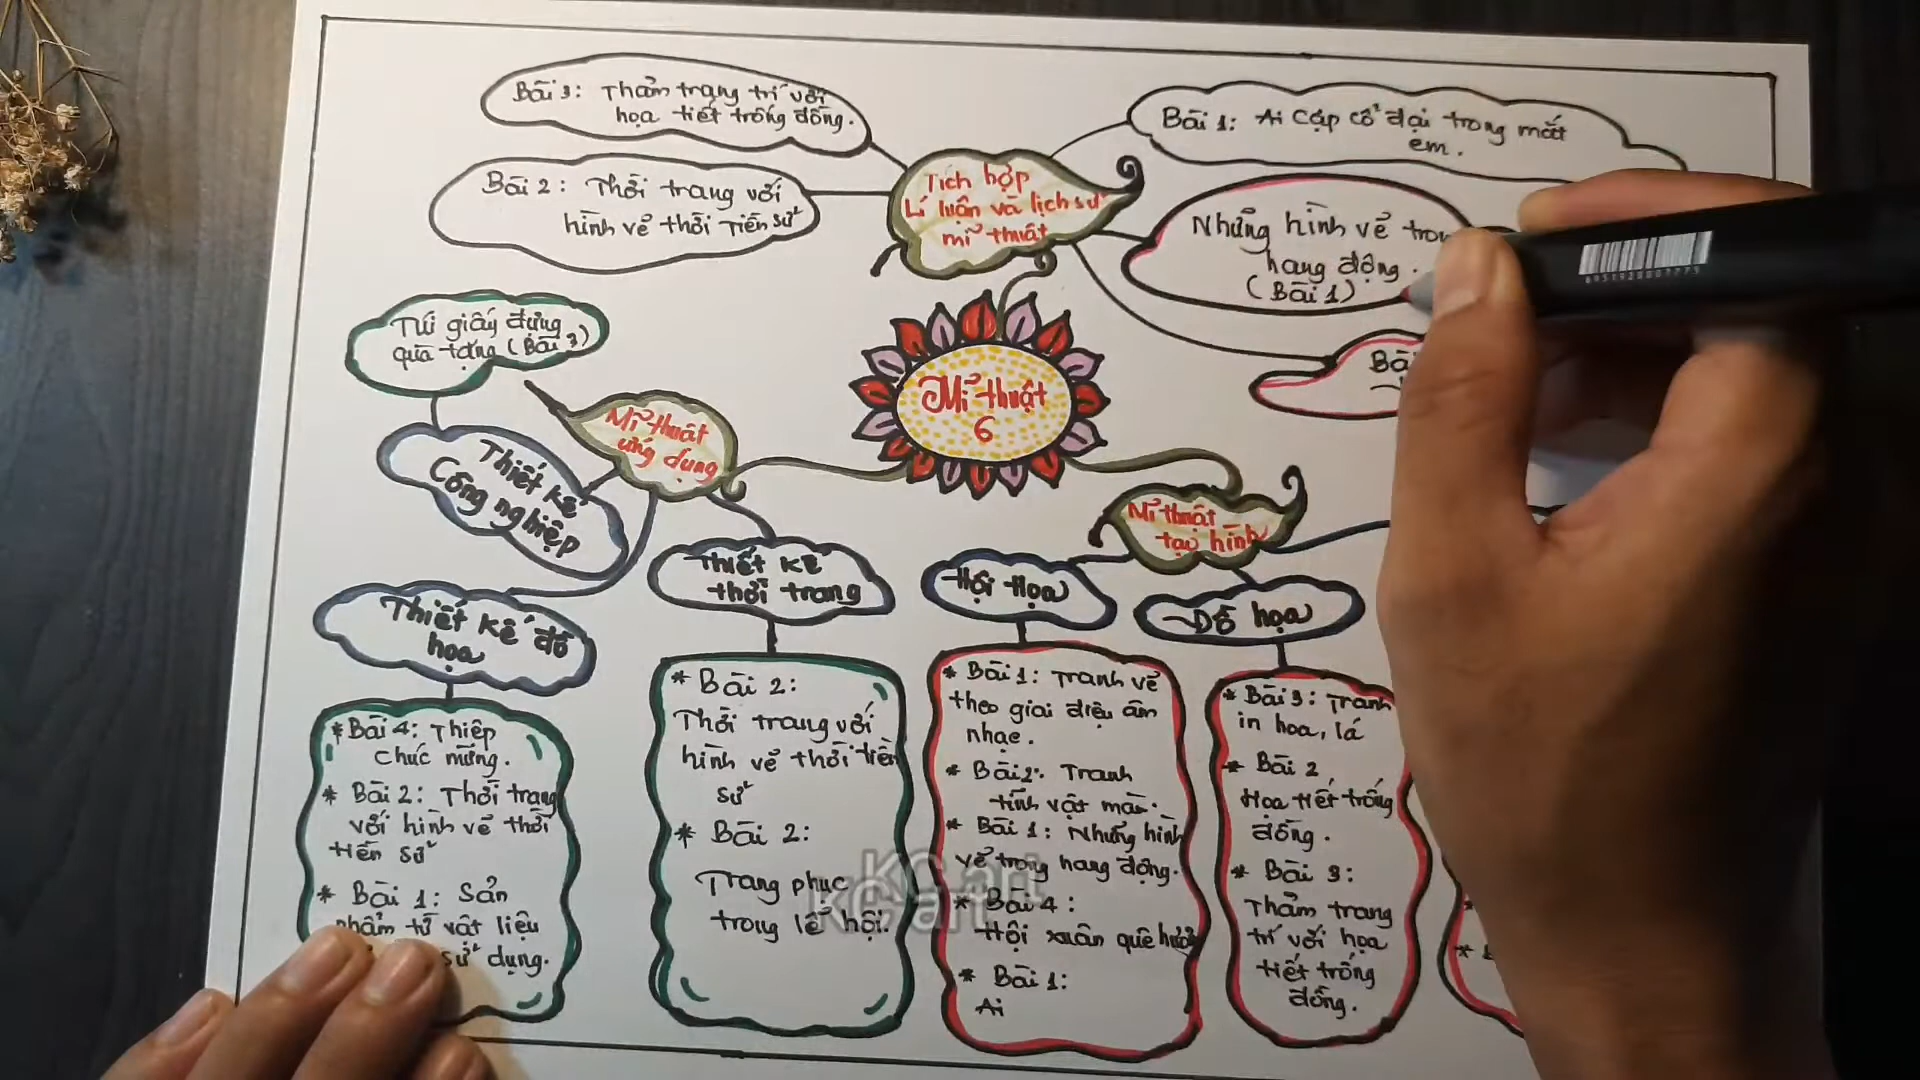 Bài 3: Thảm trang trí với
họa tiết trống đồng.
Bài 2: Thời trang với
hình vẽ thời Tiền sử
Tích hợp
Lí luận và lịch sử
mĩ thuật
Bài 1: Ai Cập cổ đại trong mắt
em.
Những hình vẽ
hang động.
(Bài 1)
Túi giấy đựng
quà tặng (Bài 3)
Mĩ thuật
ứng dụng
Mĩ thuật
6
Thiết kế
Công nghiệp
Thiết kế đồ
họa
Thiết kế
thời trang
Mĩ thuật
tạo hình
Hội Họa
Đồ họa
*Bài 4: Thiệp
chúc mừng.
* Bài 2: Thời trang
với hình vẽ thời
tiền sử
* Bài 1: Sản
phẩm từ vật liệu
sử dụng.
* Bài 2:
Thời trang với
hình vẽ thời tiền
sử
* Bài 2:
Trang phục
trong lễ hội.
* Bài 1: Tranh vẽ
theo giai điệu âm
nhạc.
* Bài 2: Tranh
tĩnh vật màu.
* Bài 1: Những hình
vẽ trong hang động.
* Bài 4:
Hội xuân quê hương
* Bài 1:
Ai
* Bài 3: Tranh
in hoa, lá
* Bài 2
Họa tiết trống
đồng.
* Bài 3:
Thảm trang
trí với họa
tiết trống
đồng.
KC art
KC art